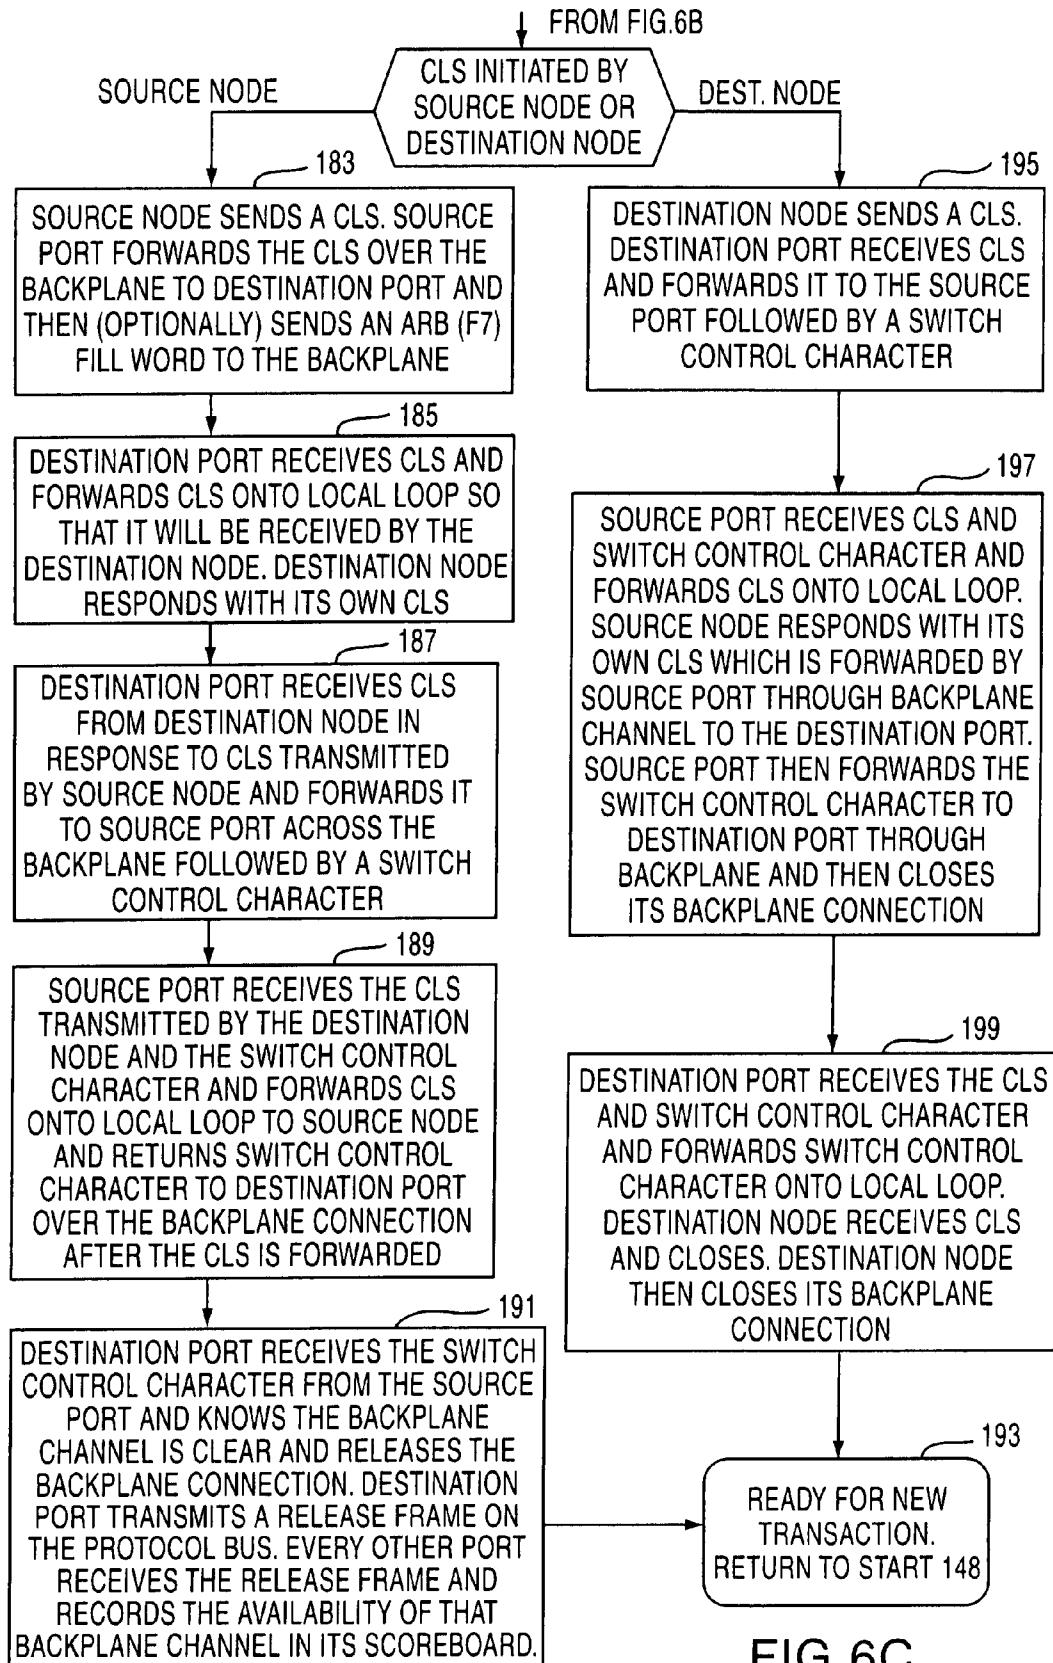 FROM FIG.6B
CLS INITIATED BY
SOURCE NODE OR
DESTINATION NODE
SOURCE NODE
DEST. NODE
183
SOURCE NODE SENDS A CLS. SOURCE
PORT FORWARDS THE CLS OVER THE
BACKPLANE TO DESTINATION PORT AND
THEN (OPTIONALLY) SENDS AN ARB (F7)
FILL WORD TO THE BACKPLANE
185
DESTINATION PORT RECEIVES CLS AND
FORWARDS CLS ONTO LOCAL LOOP SO
THAT IT WILL BE RECEIVED BY THE
DESTINATION NODE. DESTINATION NODE
RESPONDS WITH ITS OWN CLS
187
DESTINATION PORT RECEIVES CLS
FROM DESTINATION NODE IN
RESPONSE TO CLS TRANSMITTED
BY SOURCE NODE AND FORWARDS IT
TO SOURCE PORT ACROSS THE
BACKPLANE FOLLOWED BY A SWITCH
CONTROL CHARACTER
189
SOURCE PORT RECEIVES THE CLS
TRANSMITTED BY THE DESTINATION
NODE AND THE SWITCH CONTROL
CHARACTER AND FORWARDS CLS
ONTO LOCAL LOOP TO SOURCE NODE
AND RETURNS SWITCH CONTROL
CHARACTER TO DESTINATION PORT
OVER THE BACKPLANE CONNECTION
AFTER THE CLS IS FORWARDED
191
DESTINATION PORT RECEIVES THE SWITCH
CONTROL CHARACTER FROM THE SOURCE
PORT AND KNOWS THE BACKPLANE
CHANNEL IS CLEAR AND RELEASES THE
BACKPLANE CONNECTION. DESTINATION
PORT TRANSMITS A RELEASE FRAME ON
THE PROTOCOL BUS. EVERY OTHER PORT
RECEIVES THE RELEASE FRAME AND
RECORDS THE AVAILABILITY OF THAT
BACKPLANE CHANNEL IN ITS SCOREBOARD.
195
DESTINATION NODE SENDS A CLS.
DESTINATION PORT RECEIVES CLS
AND FORWARDS IT TO THE SOURCE
PORT FOLLOWED BY A SWITCH
CONTROL CHARACTER
197
SOURCE PORT RECEIVES CLS AND
SWITCH CONTROL CHARACTER AND
FORWARDS CLS ONTO LOCAL LOOP.
SOURCE NODE RESPONDS WITH ITS
OWN CLS WHICH IS FORWARDED BY
SOURCE PORT THROUGH BACKPLANE
CHANNEL TO THE DESTINATION PORT.
SOURCE PORT THEN FORWARDS THE
SWITCH CONTROL CHARACTER TO
DESTINATION PORT THROUGH
BACKPLANE AND THEN CLOSES
ITS BACKPLANE CONNECTION
199
DESTINATION PORT RECEIVES THE CLS
AND SWITCH CONTROL CHARACTER
AND FORWARDS SWITCH CONTROL
CHARACTER ONTO LOCAL LOOP.
DESTINATION NODE RECEIVES CLS
AND CLOSES. DESTINATION NODE
THEN CLOSES ITS BACKPLANE
CONNECTION
193
READY FOR NEW
TRANSACTION.
RETURN TO START 148
FIG.6C